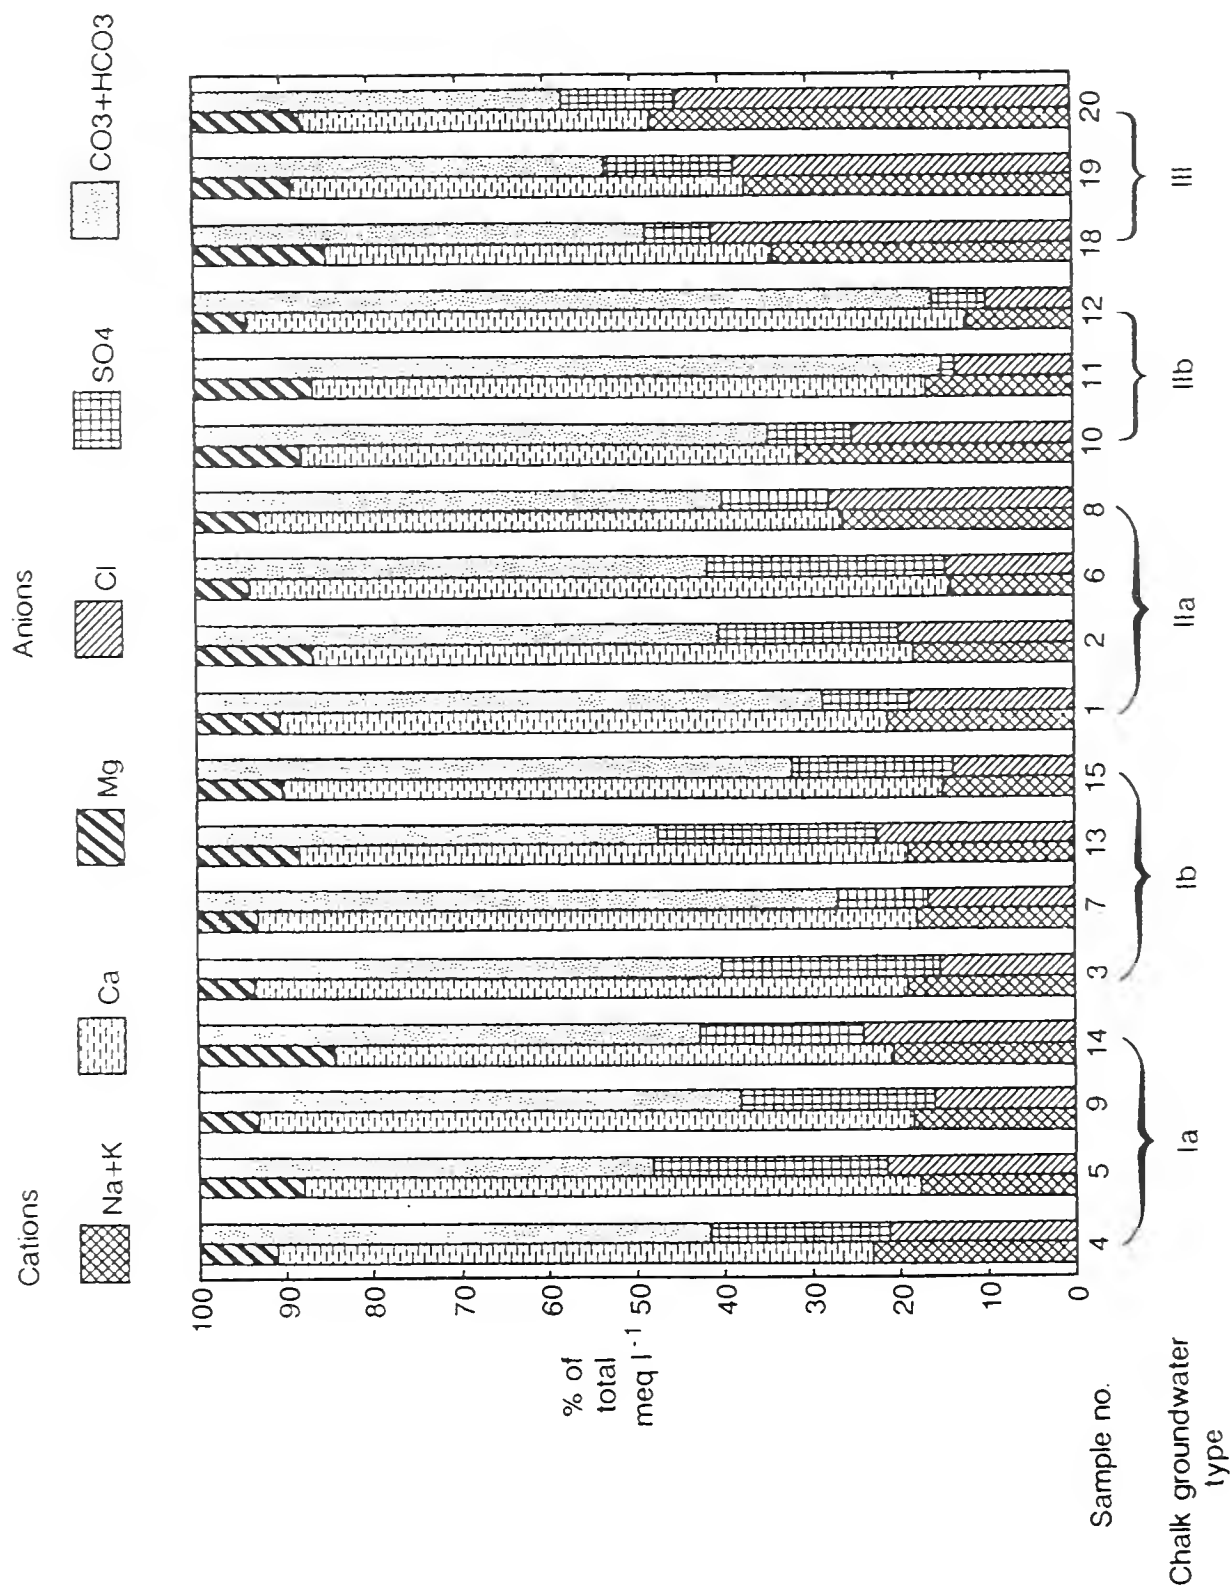 Cations
Anions
Na+K
Ca
Mg
Cl
SO4
CO3+HCO3
% of
total
meq l⁻¹
100
90
80
70
60
50
40
30
20
10
0
Sample no.
4 5 9 14 3 7 13 15 1 2 6 8 10 11 12 18 19 20
Chalk groundwater
type
Ia Ib IIa IIb III